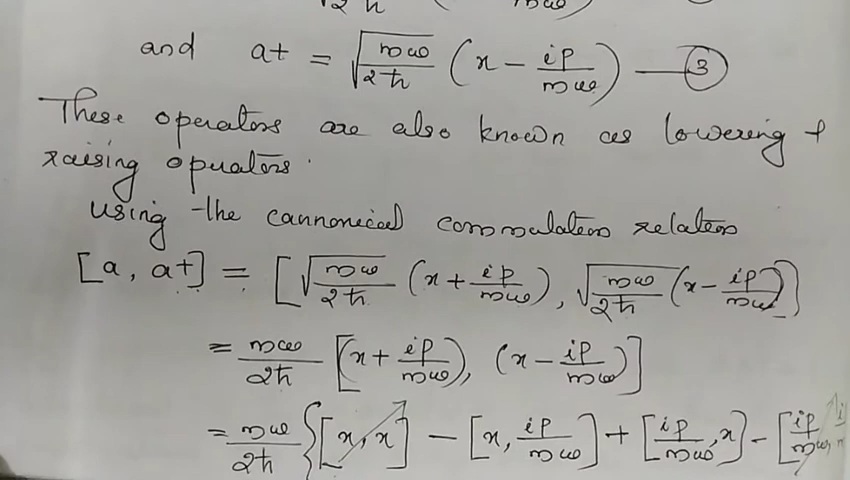 √2ħ mω
and a† = √(mω/2ħ) (x − ip/mω) — ③
These operators are also known as lowering +
raising operators.
using the cannonical commutation relation
[a, a†] = [√(mω/2ħ) (x + ip/mω), √(mω/2ħ) (x − ip/mω)]
= mω/2ħ [(x + ip/mω), (x − ip/mω)]
= mω/2ħ {[x, x] − [x, ip/mω] + [ip/mω, x] − [ip/mω,